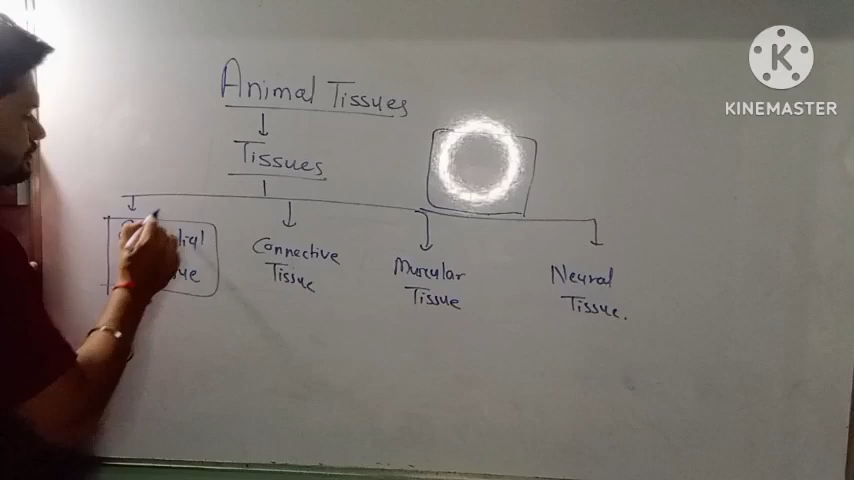 Animal Tissues
Tissues
Connective
Tissue
Muscular
Tissue
Neural
Tissue.
K
KINEMASTER